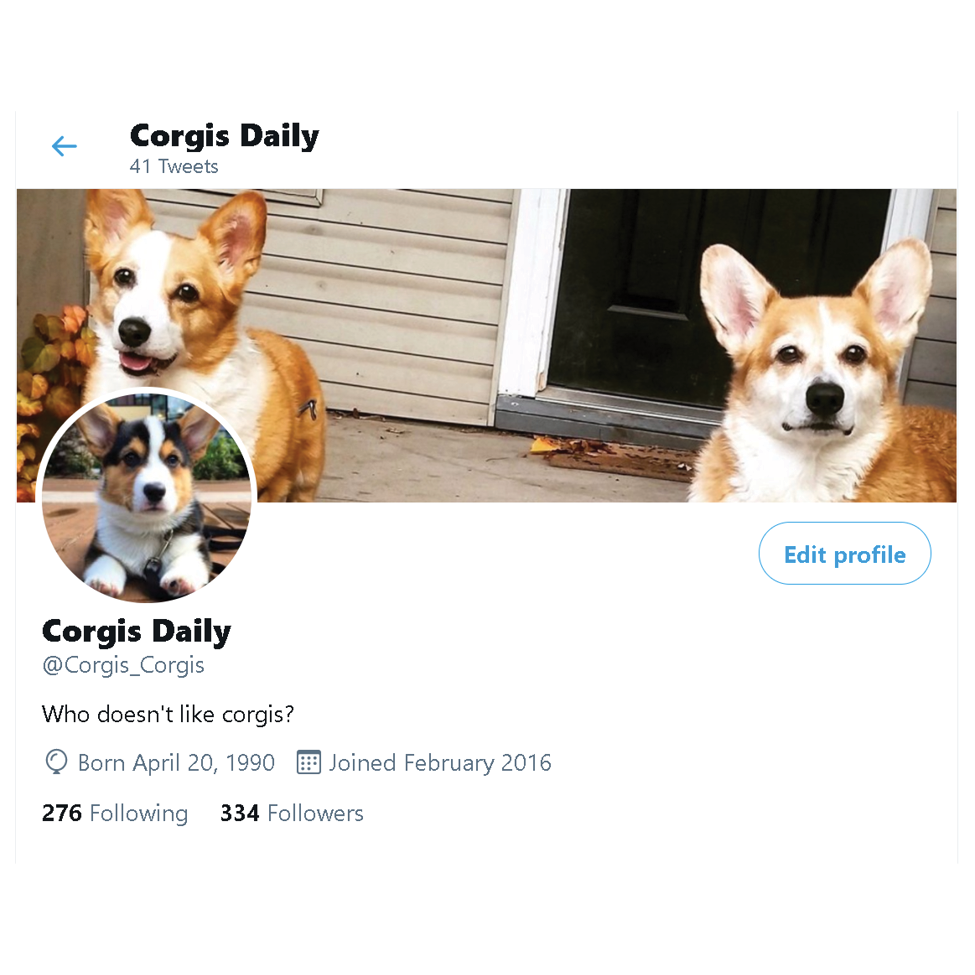 Corgis Daily
41 Tweets
Edit profile
Corgis Daily
@Corgis_Corgis
Who doesn't like corgis?
Born April 20, 1990 Joined February 2016
276 Following 334 Followers